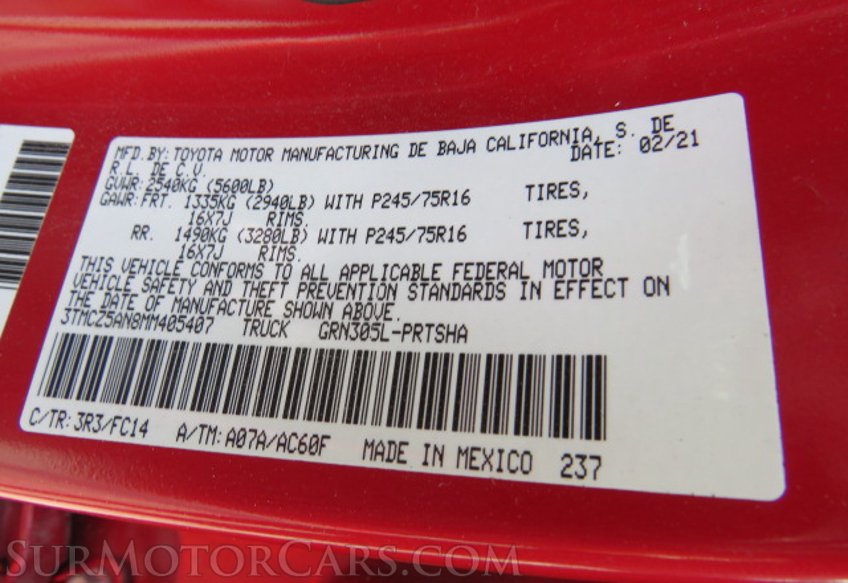 MFD.BY: TOYOTA MOTOR MANUFACTURING DE BAJA CALIFORNIA, S. DE
R.L. DE C.V. DATE: 02/21
GVWR:2540KG (5600LB)
GAWR:FRT. 1335KG (2940LB) WITH P245/75R16 TIRES,
16X7J RIMS.
RR. 1490KG (3280LB) WITH P245/75R16 TIRES,
16X7J RIMS.
THIS VEHICLE CONFORMS TO ALL APPLICABLE FEDERAL MOTOR
VEHICLE SAFETY AND THEFT PREVENTION STANDARDS IN EFFECT ON
THE DATE OF MANUFACTURE SHOWN ABOVE.
3TMCZ5AN8MM405407 TRUCK GRN305L-PRTSHA
C/TR: 3R3/FC14 A/TM: A07A/AC60F MADE IN MEXICO 237
SURMOTORCARS.COM